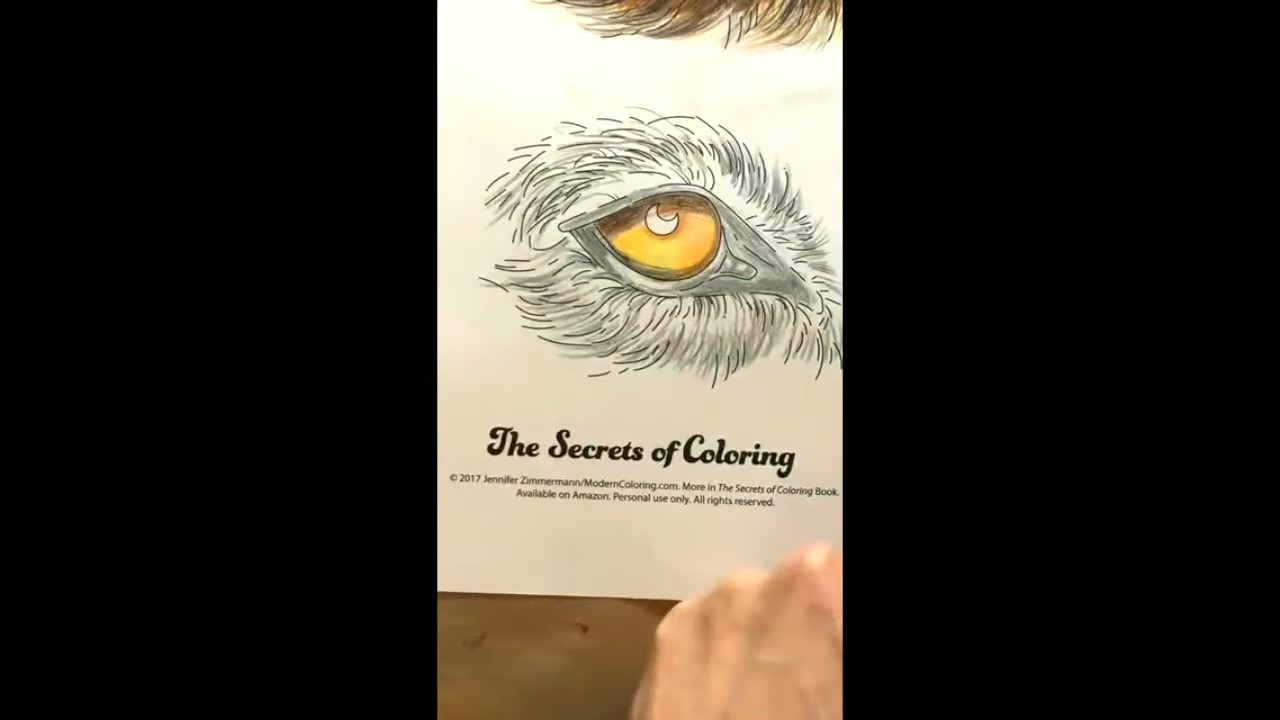 The Secrets of Coloring
© 2017 Jennifer Zimmermann/ModernColoring.com. More in The Secrets of Coloring Book.
Available on Amazon. Personal use only. All rights reserved.